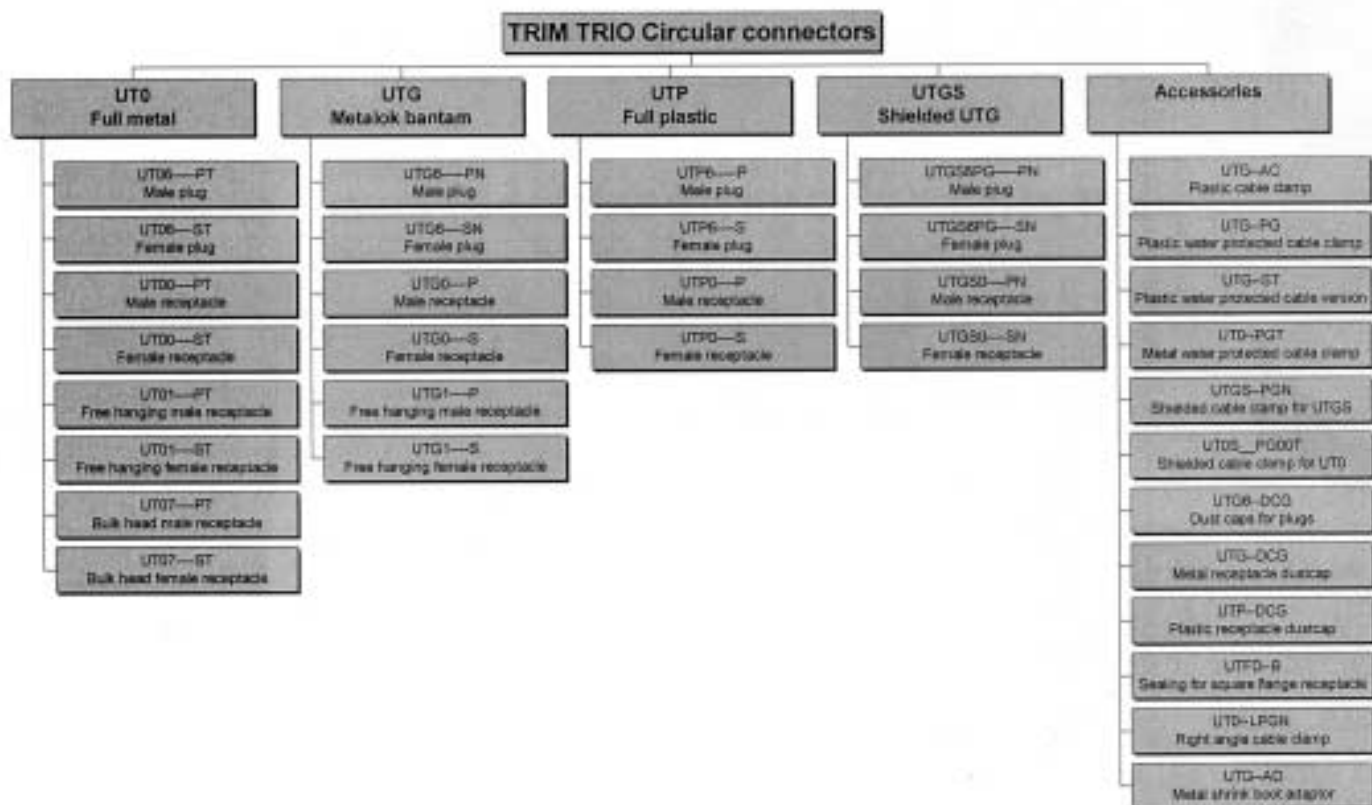 TRIM TRIO Circular connectors
UT0
Full metal
UT06----PT
Male plug
UT06----ST
Female plug
UT00----PT
Male receptacle
UT00----ST
Female receptacle
UT01----PT
Free hanging male receptacle
UT01----ST
Free hanging female receptacle
UT07----PT
Bulk head male receptacle
UT07----ST
Bulk head female receptacle
UTG
Metalok bantam
UTG6----PN
Male plug
UTG6----SN
Female plug
UTG0----P
Male receptacle
UTG0----S
Female receptacle
UTG1----P
Free hanging male receptacle
UTG1----S
Free hanging female receptacle
UTP
Full plastic
UTP6----P
Male plug
UTP6----S
Female plug
UTP0----P
Male receptacle
UTP0----S
Female receptacle
UTGS
Shielded UTG
UTGS6PG----PN
Male plug
UTGS6PG----SN
Female plug
UTGS0----PN
Male receptacle
UTGS0----SN
Female receptacle
Accessories
UTG--AC
Plastic cable clamp
UTG--PG
Plastic water protected cable clamp
UTG--ST
Plastic water protected cable version
UT0--PGT
Metal water protected cable clamp
UTGS--PGN
Shielded cable clamp for UTGS
UT0S__PG00T
Shielded cable clamp for UT0
UTG6--DCG
Dust caps for plugs
UTG--DCG
Metal receptacle dustcap
UTP--DCG
Plastic receptacle dustcap
UTFD--B
Sealing for square flange receptacle
UT0--LPGN
Right angle cable clamp
UTG--AD
Metal shrink boot adaptor